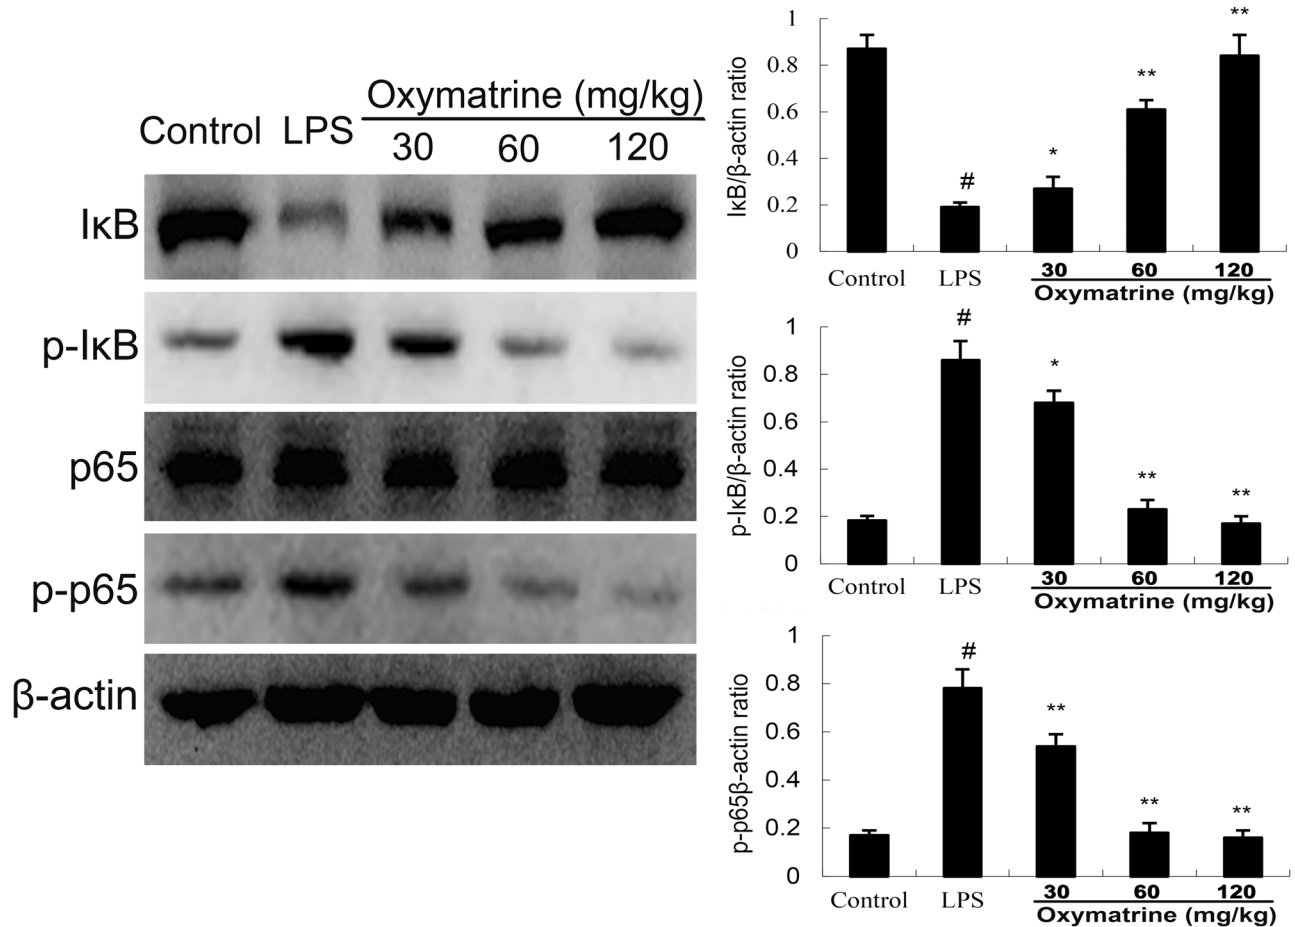 Oxymatrine (mg/kg)
Control LPS 30 60 120
IκB
p-IκB
p65
p-p65
β-actin
IκB/β-actin ratio
1
0.8
0.6
0.4
0.2
0
#
*
**
**
Control LPS 30 60 120
Oxymatrine (mg/kg)
p-IκB/β-actin ratio
1
0.8
0.6
0.4
0.2
0
#
*
**
**
Control LPS 30 60 120
Oxymatrine (mg/kg)
p-p65β-actin ratio
1
0.8
0.6
0.4
0.2
0
#
**
**
**
Control LPS 30 60 120
Oxymatrine (mg/kg)